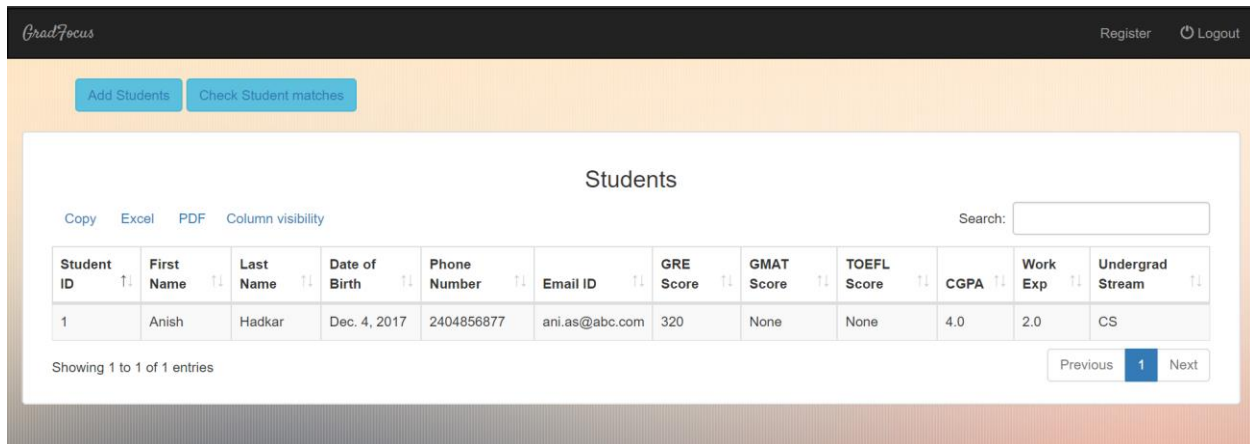 GradFocus Register Logout
Add Students Check Student matches
Students
Copy Excel PDF Column visibility Search:
Student ID First Name Last Name Date of Birth Phone Number Email ID GRE Score GMAT Score TOEFL Score CGPA Work Exp Undergrad Stream
1 Anish Hadkar Dec. 4, 2017 2404856877 ani.as@abc.com 320 None None 4.0 2.0 CS
Showing 1 to 1 of 1 entries Previous 1 Next